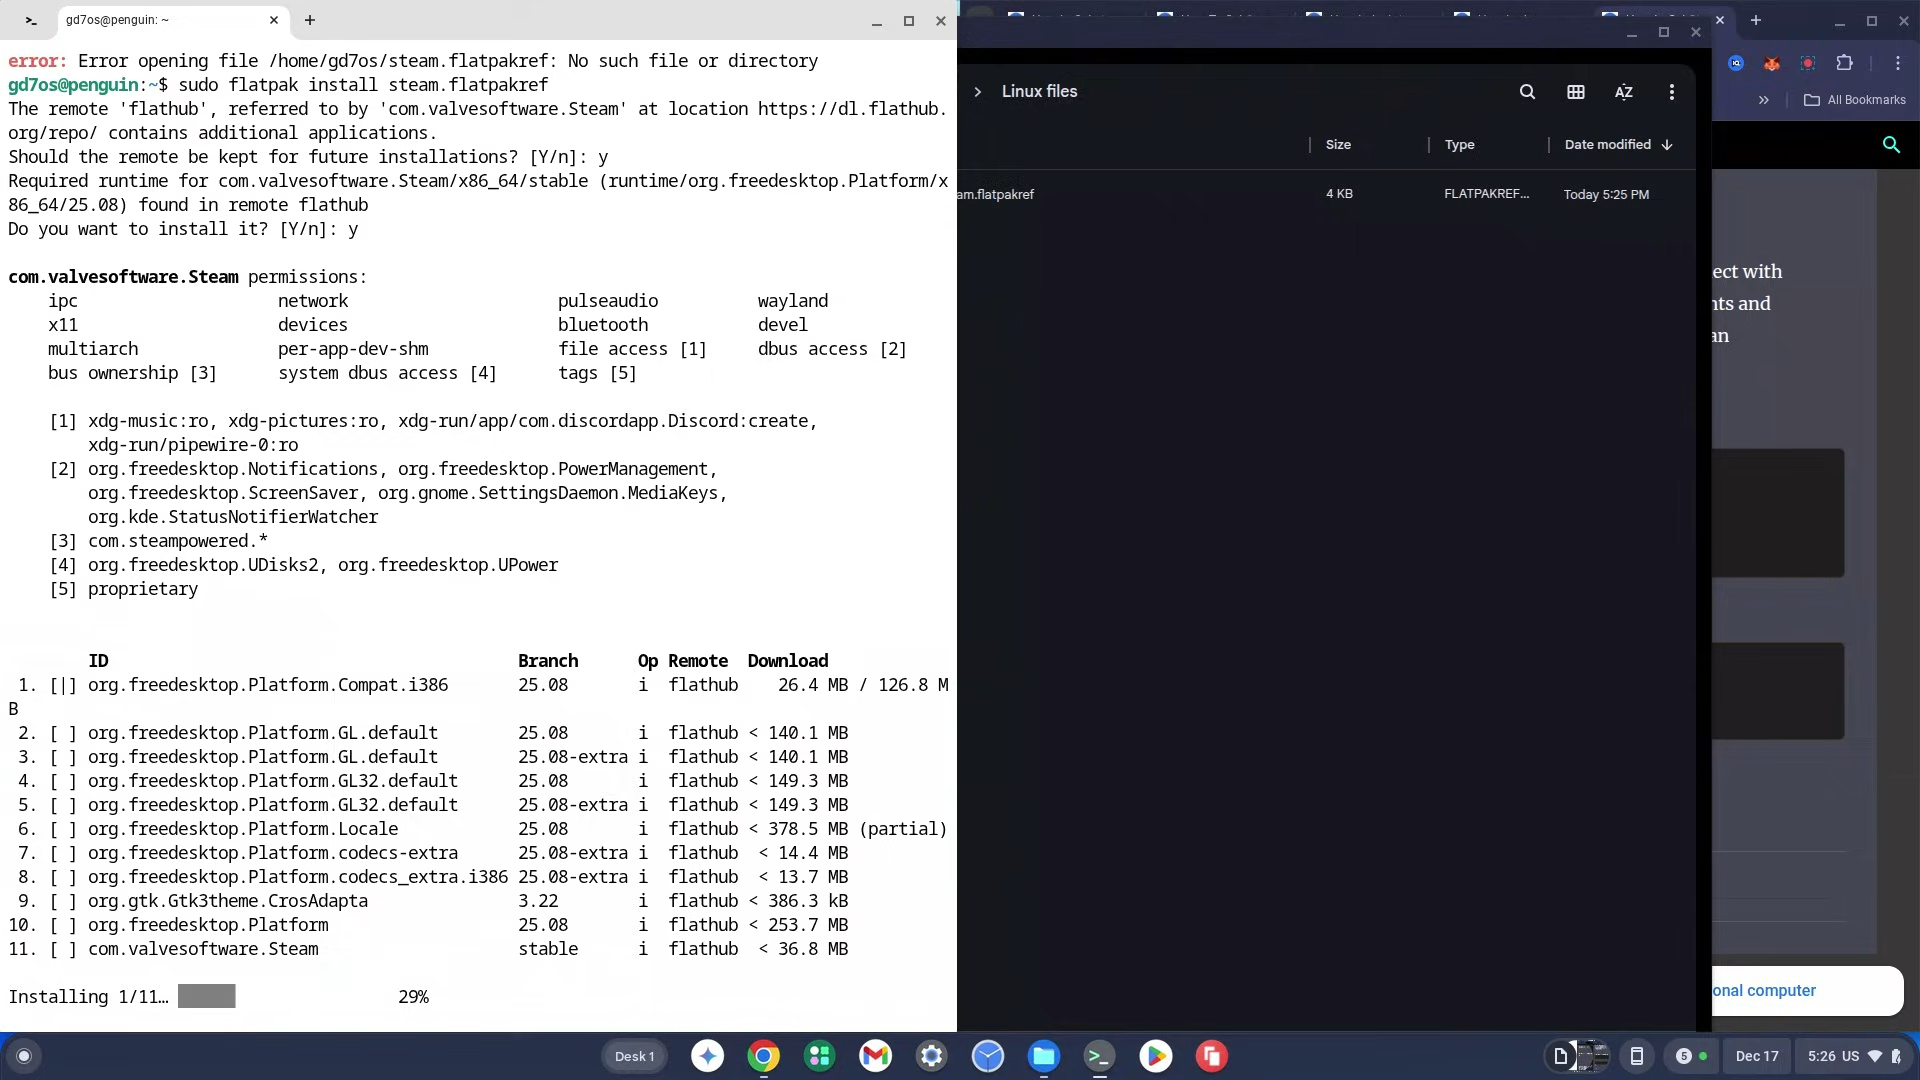 gd7os@penguin: ~
error: Error opening file /home/gd7os/steam.flatpakref: No such file or directory
gd7os@penguin:~$ sudo flatpak install steam.flatpakref
The remote 'flathub', referred to by 'com.valvesoftware.Steam' at location https://dl.flathub.
org/repo/ contains additional applications.
Should the remote be kept for future installations? [Y/n]: y
Required runtime for com.valvesoftware.Steam/x86_64/stable (runtime/org.freedesktop.Platform/x
86_64/25.08) found in remote flathub
Do you want to install it? [Y/n]: y
com.valvesoftware.Steam permissions:
ipc network pulseaudio wayland
x11 devices bluetooth devel
multiarch per-app-dev-shm file access [1] dbus access [2]
bus ownership [3] system dbus access [4] tags [5]
[1] xdg-music:ro, xdg-pictures:ro, xdg-run/app/com.discordapp.Discord:create,
xdg-run/pipewire-0:ro
[2] org.freedesktop.Notifications, org.freedesktop.PowerManagement,
org.freedesktop.ScreenSaver, org.gnome.SettingsDaemon.MediaKeys,
org.kde.StatusNotifierWatcher
[3] com.steampowered.*
[4] org.freedesktop.UDisks2, org.freedesktop.UPower
[5] proprietary
ID Branch Op Remote Download
1. [|] org.freedesktop.Platform.Compat.i386 25.08 i flathub 26.4 MB / 126.8 M
B
2. [ ] org.freedesktop.Platform.GL.default 25.08 i flathub < 140.1 MB
3. [ ] org.freedesktop.Platform.GL.default 25.08-extra i flathub < 140.1 MB
4. [ ] org.freedesktop.Platform.GL32.default 25.08 i flathub < 149.3 MB
5. [ ] org.freedesktop.Platform.GL32.default 25.08-extra i flathub < 149.3 MB
6. [ ] org.freedesktop.Platform.Locale 25.08 i flathub < 378.5 MB (partial)
7. [ ] org.freedesktop.Platform.codecs-extra 25.08-extra i flathub < 14.4 MB
8. [ ] org.freedesktop.Platform.codecs_extra.i386 25.08-extra i flathub < 13.7 MB
9. [ ] org.gtk.Gtk3theme.CrosAdapta 3.22 i flathub < 386.3 kB
10. [ ] org.freedesktop.Platform 25.08 i flathub < 253.7 MB
11. [ ] com.valvesoftware.Steam stable i flathub < 36.8 MB
Installing 1/11… 29%
Linux files
AZ
Size Type Date modified
am.flatpakref 4 KB FLATPAKREF... Today 5:25 PM
All Bookmarks
ect with
nts and
an
onal computer
Desk 1
5
Dec 17
5:26 US